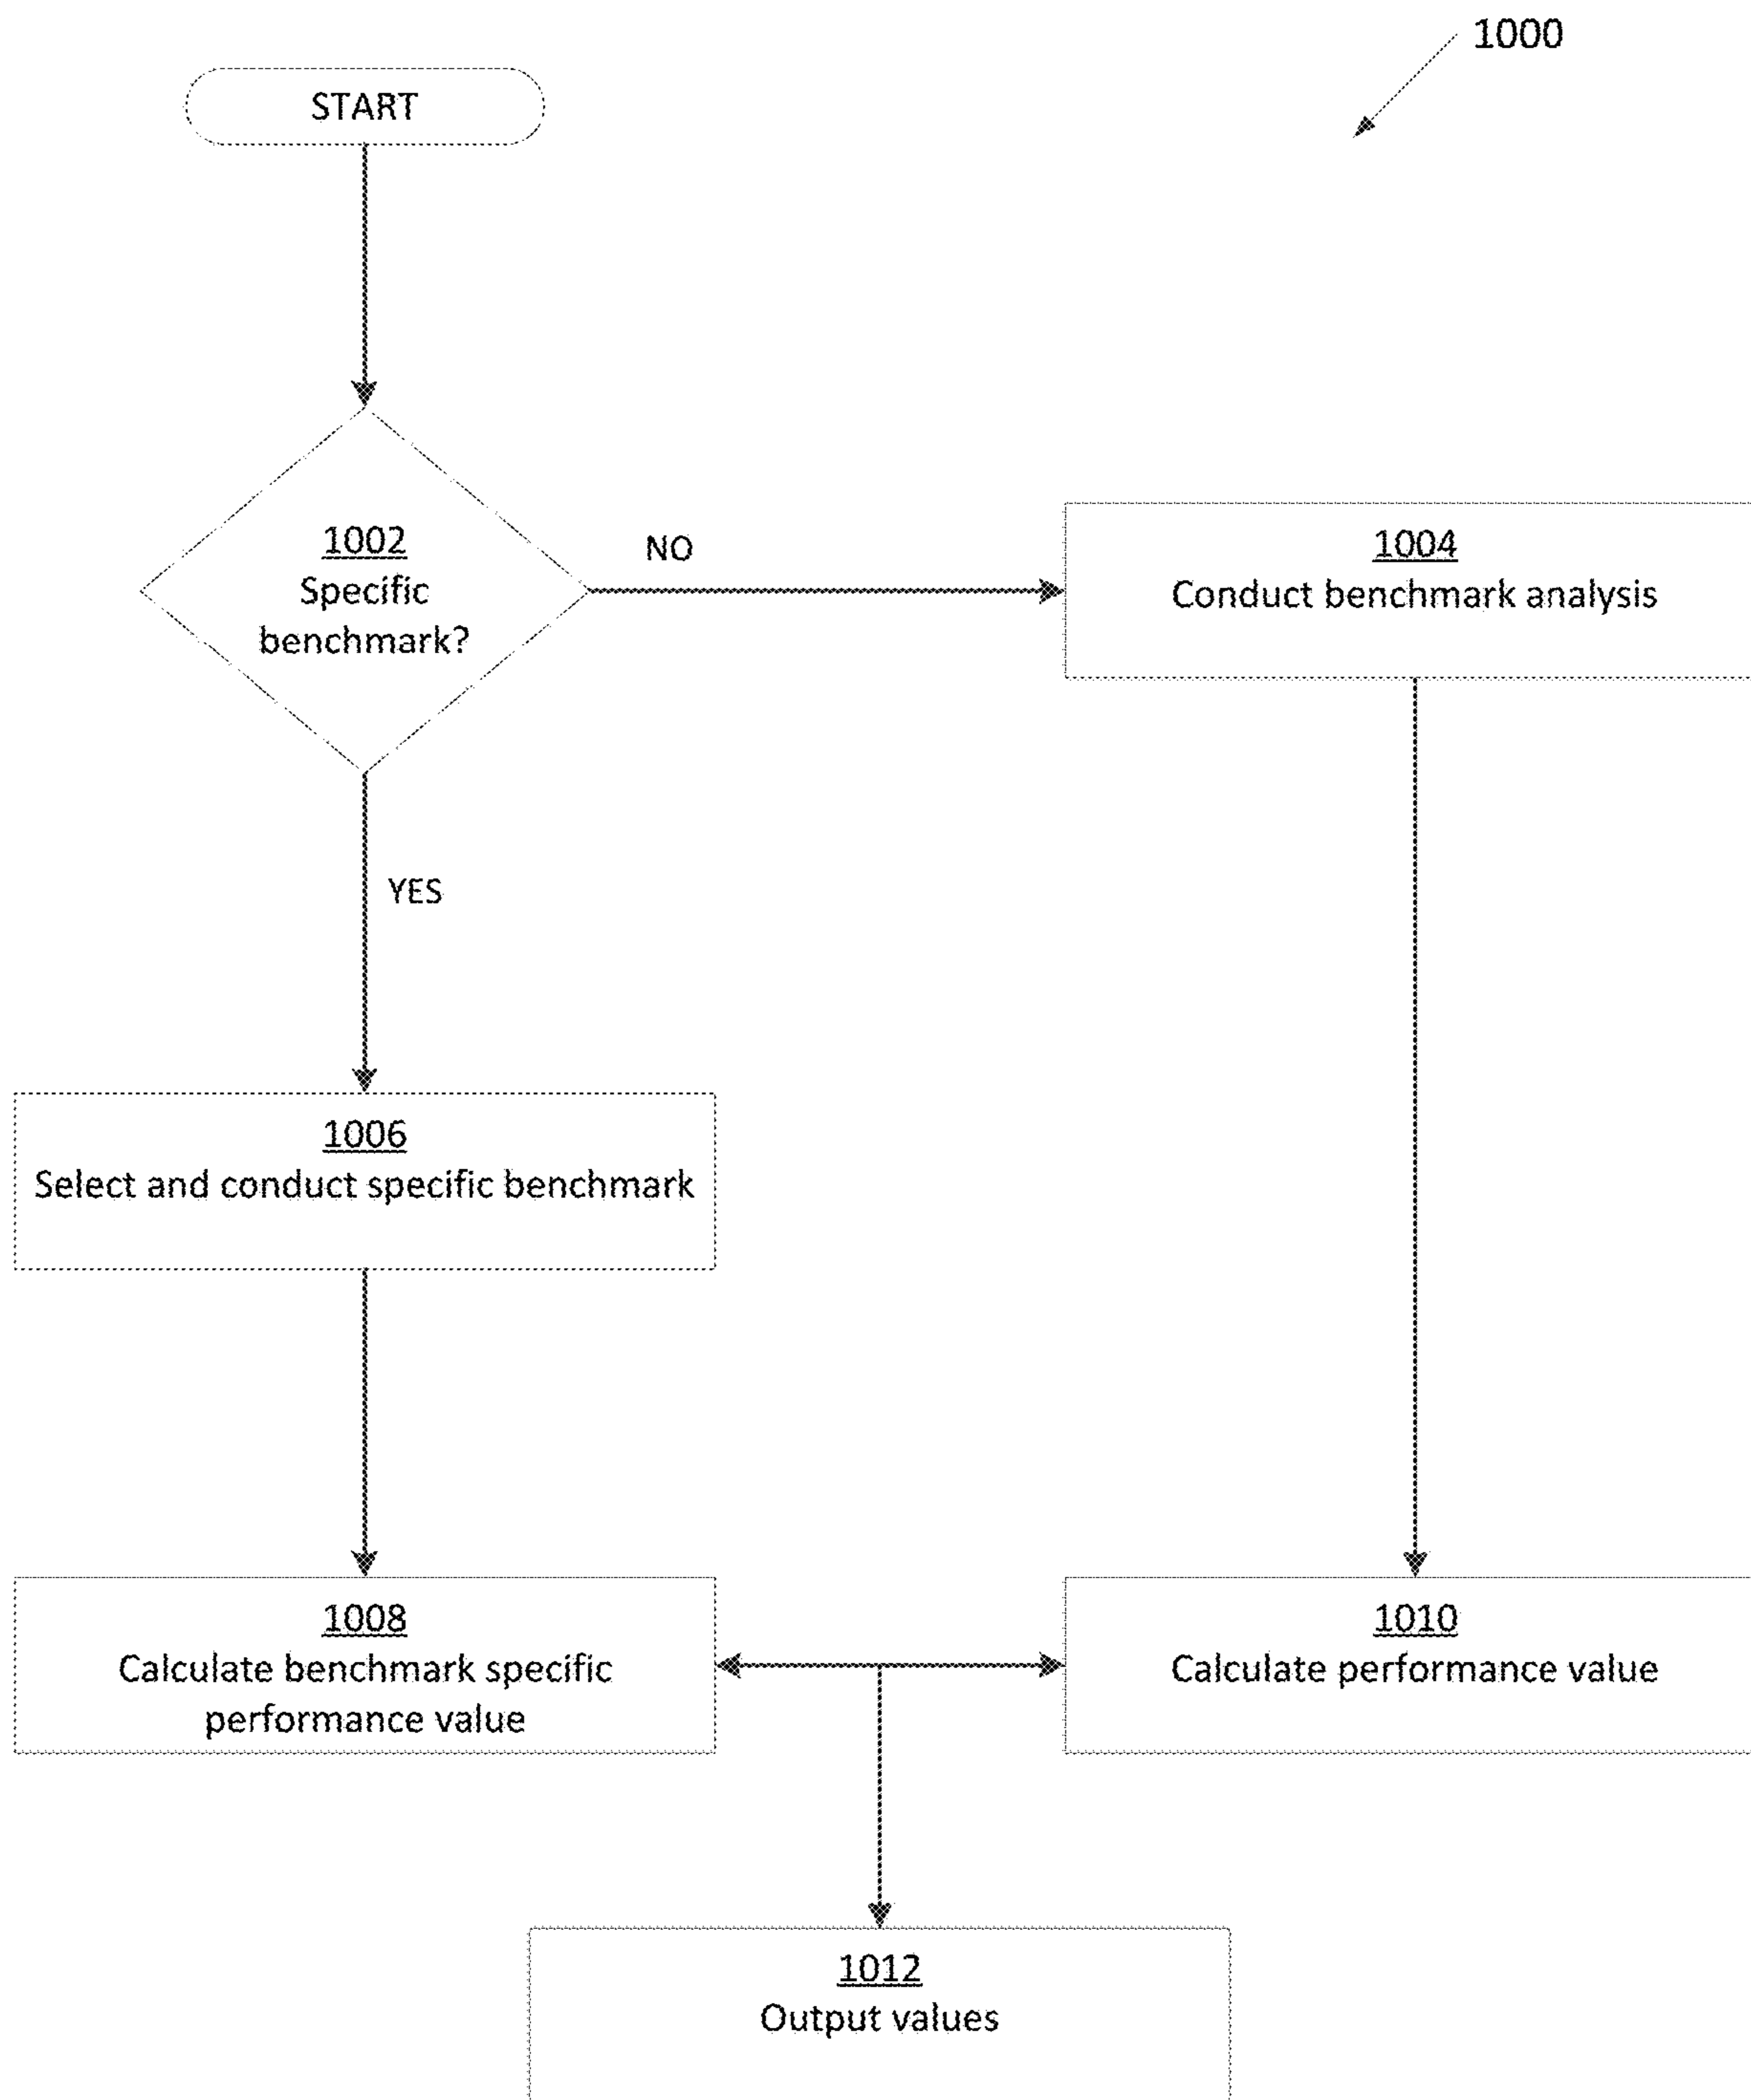 1000
START
1002
Specific
benchmark?
NO
1004
Conduct benchmark analysis
YES
1006
Select and conduct specific benchmark
1008
Calculate benchmark specific
performance value
1010
Calculate performance value
1012
Output values